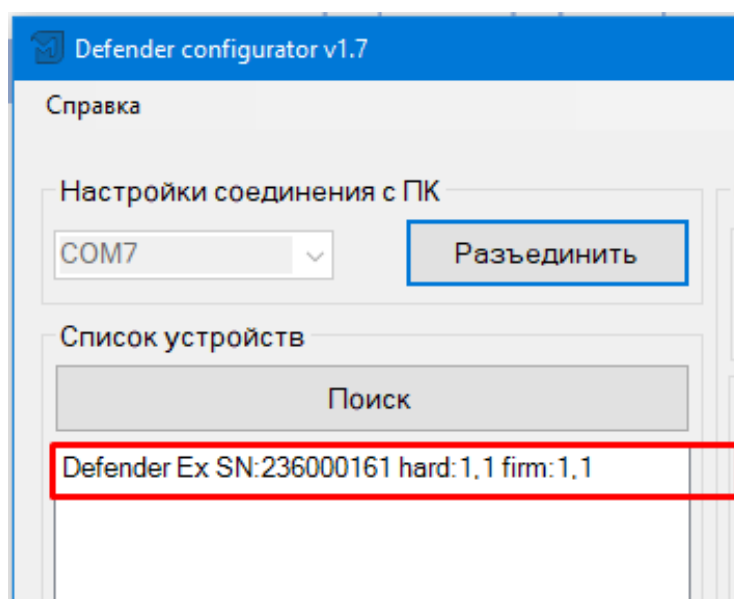 Defender configurator v1.7
Справка
Настройки соединения с ПК
COM7
Разъединить
Список устройств
Поиск
Defender Ex SN:236000161 hard:1,1 firm:1,1